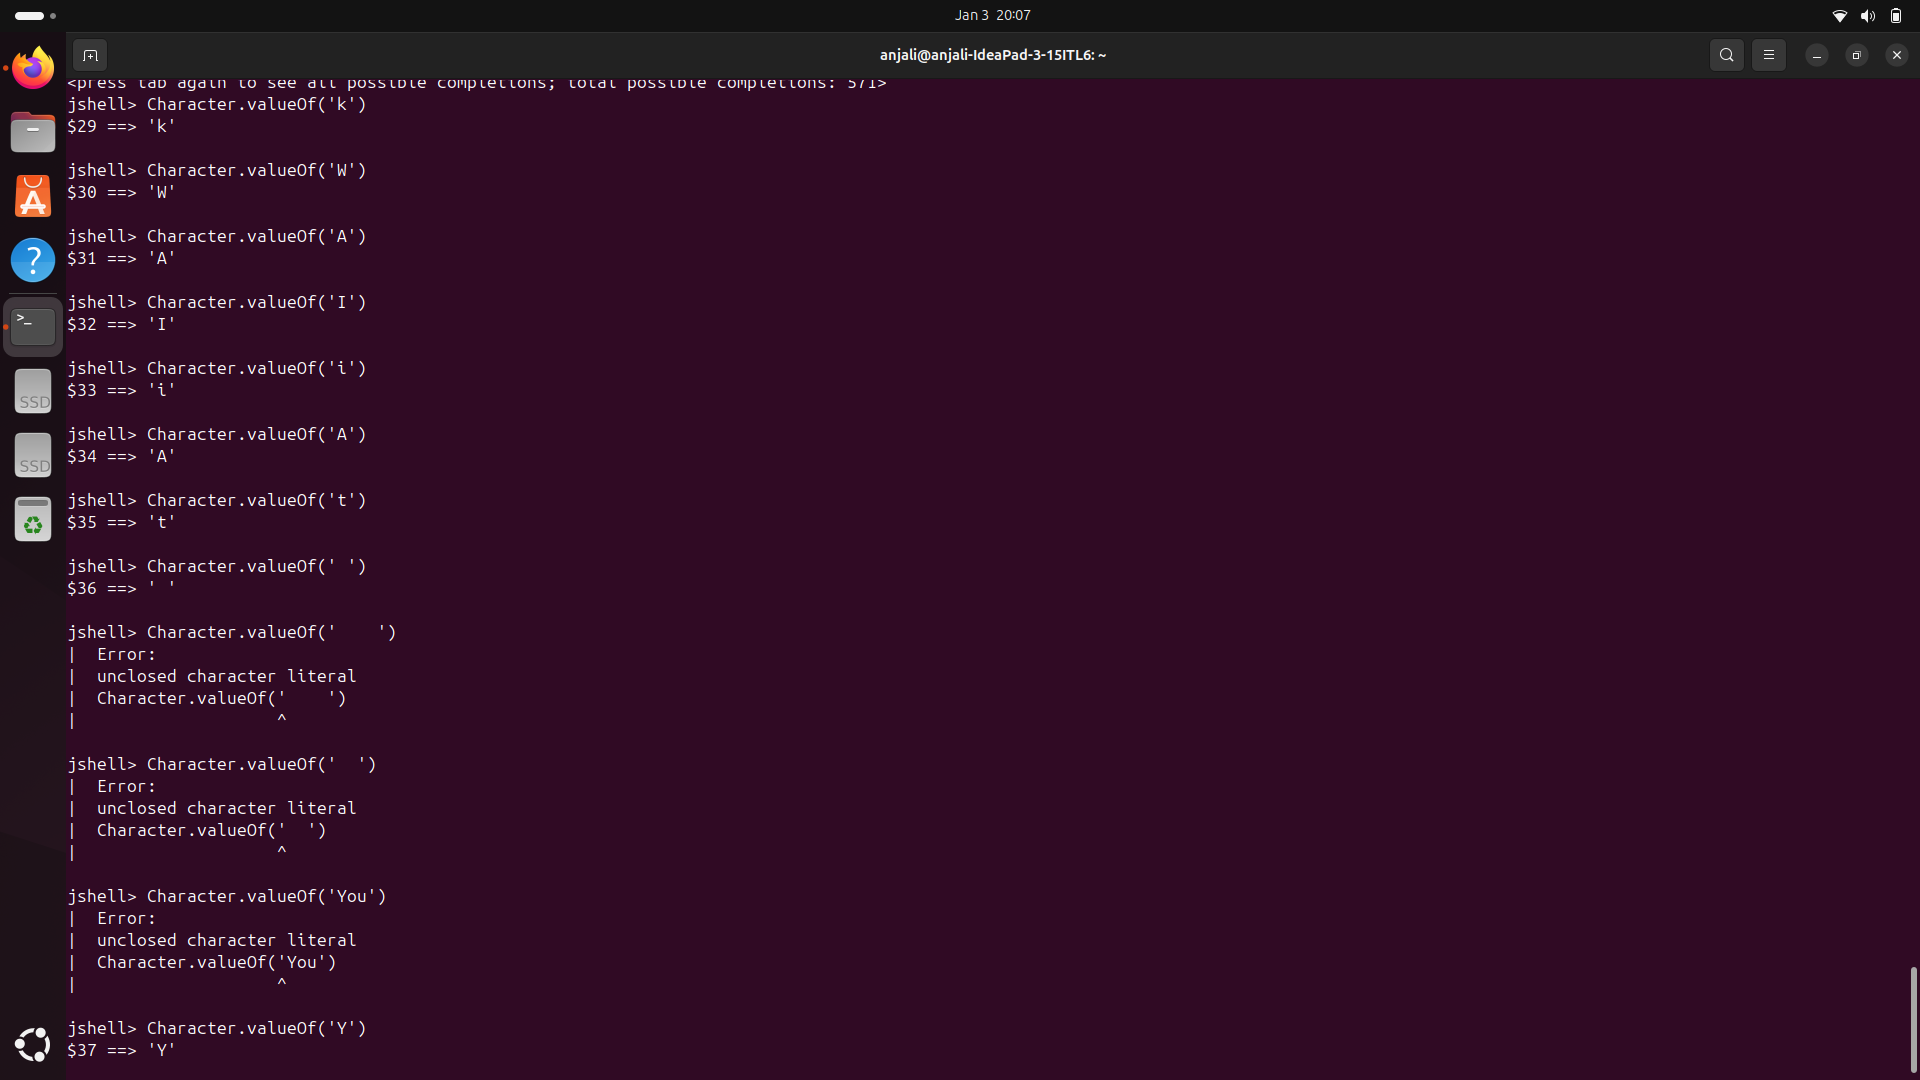 Jan 3 20:07
anjali@anjali-IdeaPad-3-15ITL6: ~
<press tab again to see all possible completions; total possible completions: 571>
jshell> Character.valueOf('k')
$29 ==> 'k'
jshell> Character.valueOf('W')
$30 ==> 'W'
jshell> Character.valueOf('A')
$31 ==> 'A'
jshell> Character.valueOf('I')
$32 ==> 'I'
jshell> Character.valueOf('i')
$33 ==> 'i'
jshell> Character.valueOf('A')
$34 ==> 'A'
jshell> Character.valueOf('t')
$35 ==> 't'
jshell> Character.valueOf(' ')
$36 ==> ' '
jshell> Character.valueOf('    ')
|  Error:
|  unclosed character literal
|  Character.valueOf('    ')
|                    ^
jshell> Character.valueOf('  ')
|  Error:
|  unclosed character literal
|  Character.valueOf('  ')
|                    ^
jshell> Character.valueOf('You')
|  Error:
|  unclosed character literal
|  Character.valueOf('You')
|                    ^
jshell> Character.valueOf('Y')
$37 ==> 'Y'
SSD
SSD